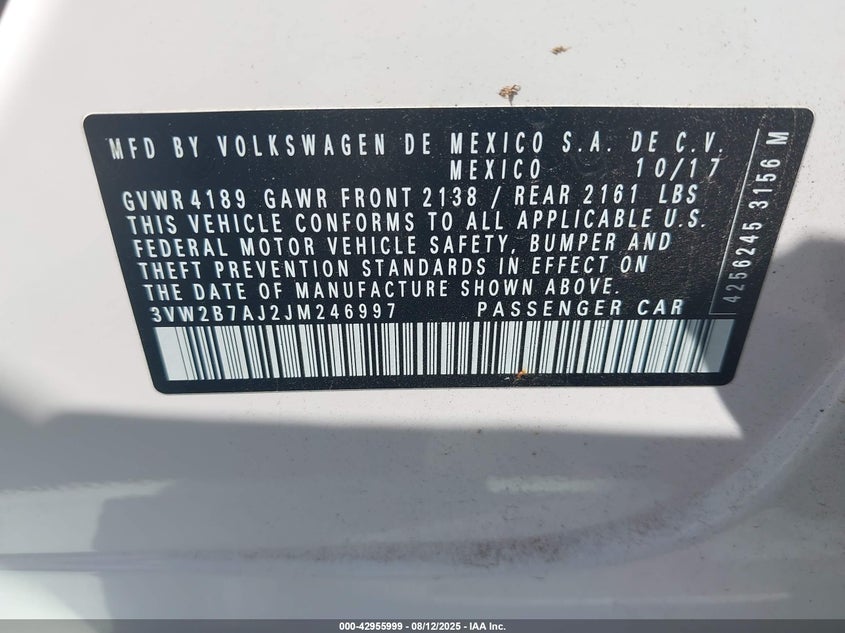 MFD BY VOLKSWAGEN DE MEXICO S.A. DE C.V.
MEXICO 10/17
GVWR 4189 GAWR FRONT 2138 / REAR 2161 LBS
THIS VEHICLE CONFORMS TO ALL APPLICABLE U.S.
FEDERAL MOTOR VEHICLE SAFETY, BUMPER AND
THEFT PREVENTION STANDARDS IN EFFECT ON
THE DATE OF MANUFACTURE SHOWN ABOVE.
3VW2B7AJ2JM246997 PASSENGER CAR
4256245 3156 M
000-42955999 - 08/12/2025 - IAA Inc.